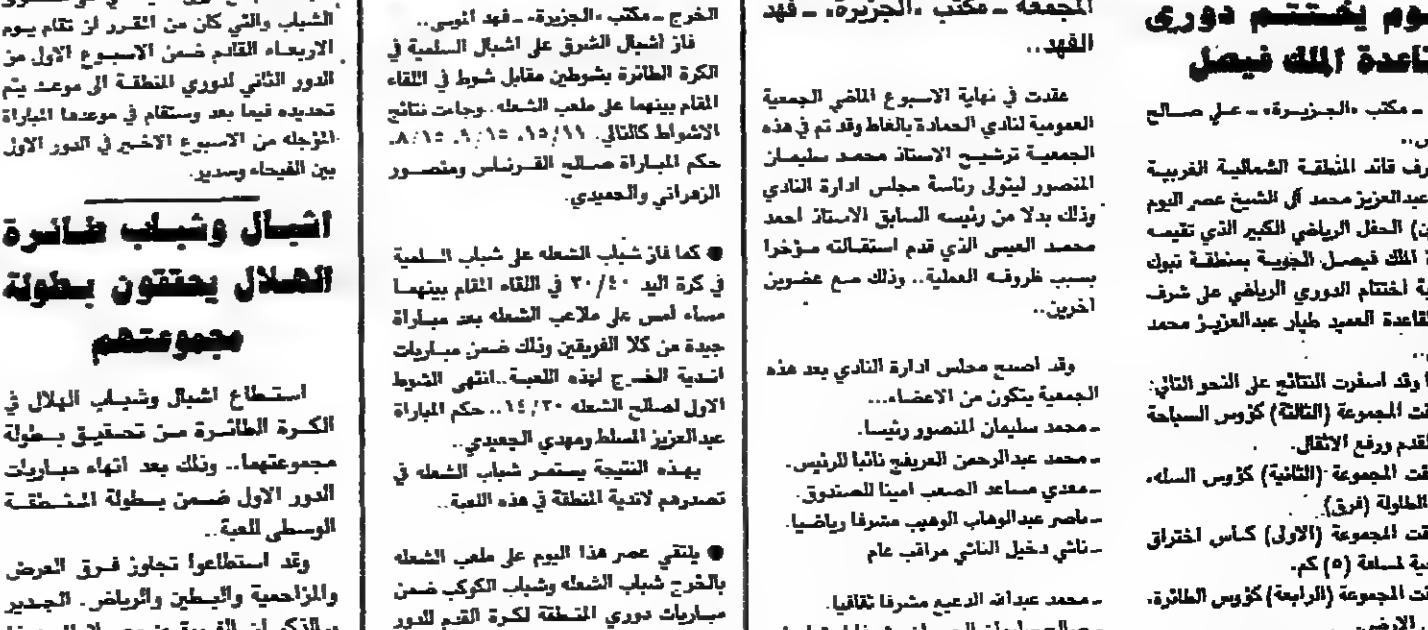 ـوم يختتم دورى
ـاعدة الملك فيصل
ـ مكتب «الجزيرة» ـ علي صالح
قائد المنطقة الشمالية الغربية
عبدالعزيز محمد آل الشيخ عصر اليوم
الحفل الرياضي الكبير الذي تقيمه
الملك فيصل الجوية بمنطقة تبوك
اختتام الدوري الرياضي على شرف
القاعدة العميد طيار عبدالعزيز محمد
وقد اسفرت النتائج على النحو التالي:
المجموعة (الثالثة) كؤوس السباحة
القدم ورفع الاثقال.
المجموعة (الثانية) كؤوس السله.
الطاولة (فرق).
المجموعة (الاولى) كأس اختراق
لمسافة (٥) كم.
المجموعة (الرابعة) كؤوس الطائرة.
الارضي
المجمعه ـ مكتب «الجزيرة» ـ فهد
الفهد..
عقدت في نهاية الاسبوع الماضي الجمعية
العمومية لنادي الحمادة بالغاط وقد تم في هذه
الجمعية ترشيح الاستاذ محمد سليمان
المنصور ليتولى رئاسة مجلس ادارة النادي
وذلك بدلا من رئيسه السابق الاستاذ احمد
محمد العيسى الذي قدم استقالته مؤخرا
بسبب ظروفه العملية.. وذلك مع عضوين
اخرين..
وقد اصبح مجلس ادارة النادي بعد هذه
الجمعية يتكون من الاعضاء...
ـ محمد سليمان المنصور رئيسا.
ـ محمد عبدالرحمن العريفج نائبا للرئيس.
ـ معدي مساعد الصعب امينا للصندوق.
ـ ناصر عبدالوهاب الوهيب مشرفا رياضيا.
ـ ناشي دخيل الناشي مراقب عام
ـ محمد عبدالله الدعيع مشرفا ثقافيا.
الخرج ـ مكتب «الجزيرة» ـ فهد الموسى..
فاز اشبال الشرق على اشبال السلمية في
الكرة الطائرة بشوطين مقابل شوط في اللقاء
المقام بينهما على ملعب الشعله. وجاءت نتائج
الاشواط كالتالي. ١٥/١١. ٩/١٥. ٨/١٥.
حكم المباراة صالح القرناس ومنصور
الزهراني والحميدي.
● كما فاز شباب الشعله على شباب السلمية
في كرة اليد ٣٠/٤٠ في اللقاء المقام بينهما
مساء امس على ملاعب الشعله بعد مباراة
جيدة من كلا الفريقين وذلك ضمن مباريات
اندية الخرج لهذه اللعبة.. انتهى الشوط
الاول لصالح الشعله ١٤/٣٠.. حكم المباراة
عبدالعزيز السلط ومهدي الجعيدي..
بهذه النتيجة يستمر شباب الشعله في
تصدرهم لاندية المنطقة في هذه اللعبة..
● يلتقي عصر هذا اليوم على ملعب الشعله
بالخرج شباب الشعله وشباب الكوكب ضمن
مباريات دوري المنطقة لكرة القدم للدور
الشباب والتي كان من المقرر ان تقام يوم
الاربعاء القادم ضمن الاسبوع الاول من
الدور الثاني لدوري المنطقة الى موعد يتم
تحديده فيما بعد وستقام في موعدها المباراة
المؤجله من الاسبوع الاخير في الدور الاول
بين الفيحاء وسدير.
اشبال وشباب طائرة
الهلال يحققون بطولة
مجموعتهم
استطاع اشبال وشباب الهلال في
الكرة الطائرة من تحقيق بطولة
مجموعتهما.. وذلك بعد انهاء مباريات
الدور الاول ضمن بطولة المنطقة
الوسطى للعبة..
وقد استطاعوا تجاوز فرق العرض
والمزاحمية والبطين والرياض. الجدير